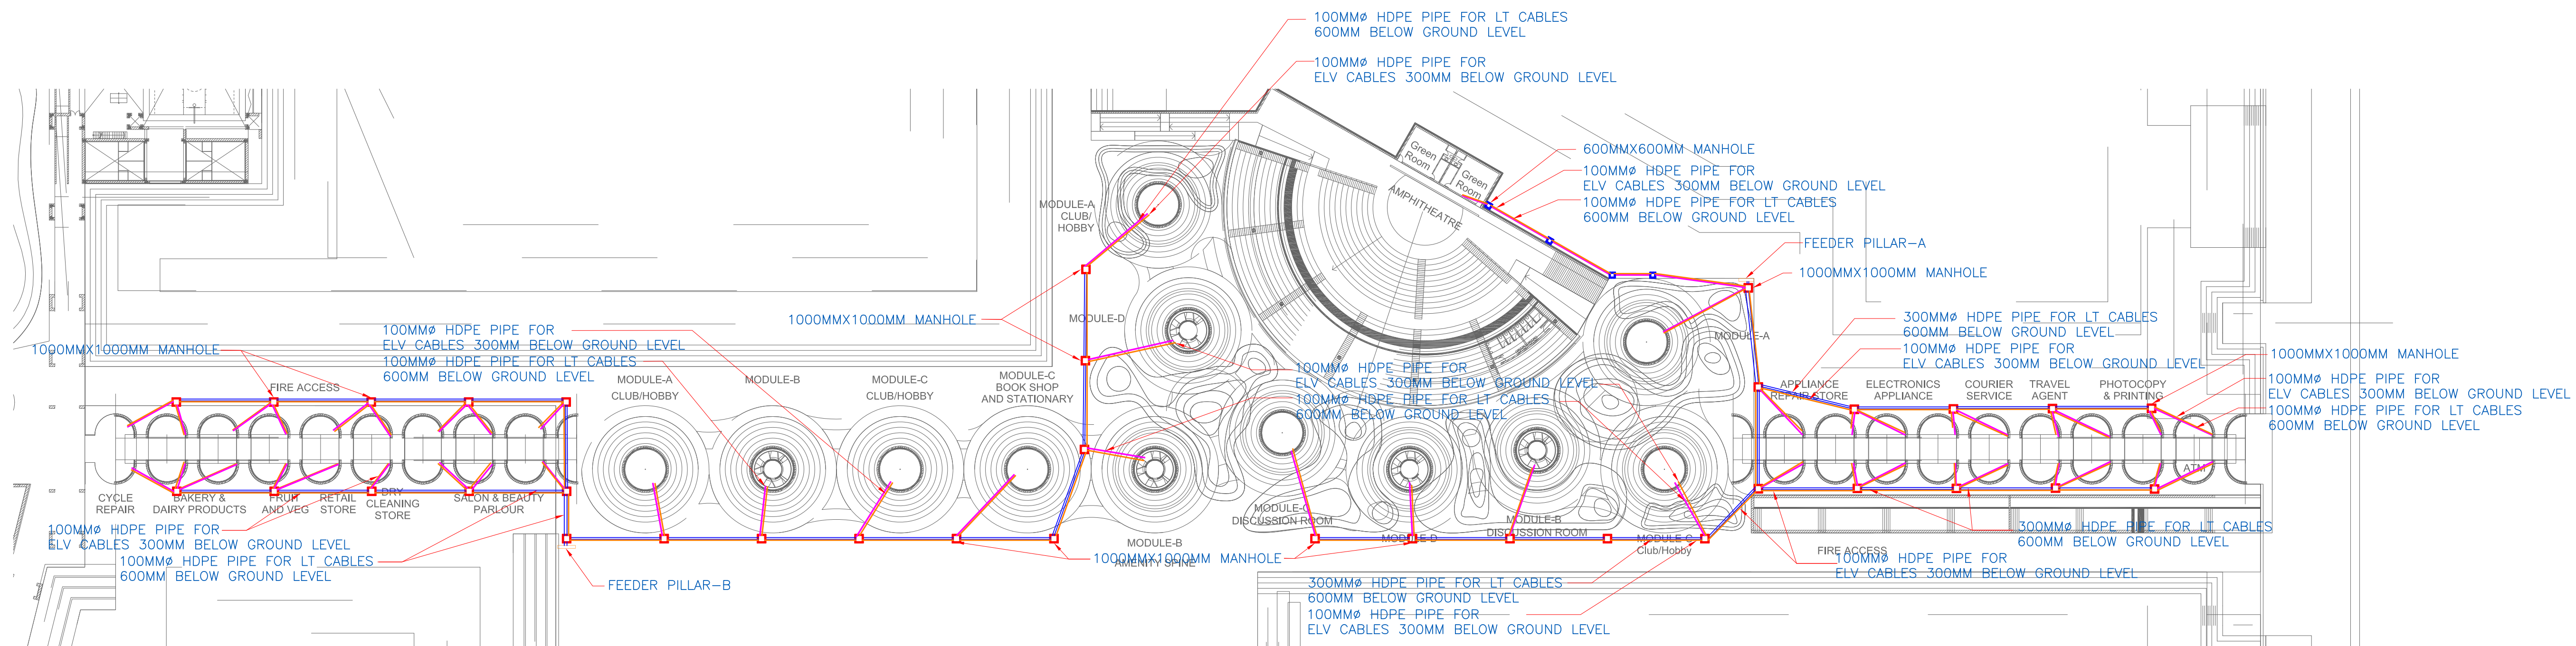 100MMø HDPE PIPE FOR LT CABLES
600MM BELOW GROUND LEVEL
100MMø HDPE PIPE FOR
ELV CABLES 300MM BELOW GROUND LEVEL
600MMX600MM MANHOLE
100MMø HDPE PIPE FOR
ELV CABLES 300MM BELOW GROUND LEVEL
100MMø HDPE PIPE FOR LT CABLES
600MM BELOW GROUND LEVEL
Green
Room
Green
Room
AMPHITHEATRE
MODULE-A
CLUB/
HOBBY
FEEDER PILLAR-A
1000MMX1000MM MANHOLE
1000MMX1000MM MANHOLE
MODULE-D
MODULE-A
300MMø HDPE PIPE FOR LT CABLES
600MM BELOW GROUND LEVEL
100MMø HDPE PIPE FOR
ELV CABLES 300MM BELOW GROUND LEVEL
1000MMX1000MM MANHOLE
100MMø HDPE PIPE FOR
ELV CABLES 300MM BELOW GROUND LEVEL
100MMø HDPE PIPE FOR LT CABLES
600MM BELOW GROUND LEVEL
100MMø HDPE PIPE FOR
ELV CABLES 300MM BELOW GROUND LEVEL
100MMø HDPE PIPE FOR LT CABLES
600MM BELOW GROUND LEVEL
1000MMX1000MM MANHOLE
FIRE ACCESS
MODULE-A
CLUB/HOBBY
MODULE-B
MODULE-C
CLUB/HOBBY
MODULE-C
BOOK SHOP
AND STATIONARY
100MMø HDPE PIPE FOR
ELV CABLES 300MM BELOW GROUND LEVEL
100MMø HDPE PIPE FOR LT CABLES
600MM BELOW GROUND LEVEL
APPLIANCE
REPAIR STORE
ELECTRONICS
APPLIANCE
COURIER
SERVICE
TRAVEL
AGENT
PHOTOCOPY
& PRINTING
ATM
CYCLE
REPAIR
BAKERY &
DAIRY PRODUCTS
FRUIT
AND VEG
RETAIL
STORE
DRY
CLEANING
STORE
SALON & BEAUTY
PARLOUR
MODULE-C
DISCUSSION ROOM
MODULE-D
MODULE-B
DISCUSSION ROOM
MODULE-C
Club/Hobby
MODULE-B
AMENITY SPINE
1000MMX1000MM MANHOLE
100MMø HDPE PIPE FOR
ELV CABLES 300MM BELOW GROUND LEVEL
100MMø HDPE PIPE FOR LT CABLES
600MM BELOW GROUND LEVEL
FEEDER PILLAR-B
300MMø HDPE PIPE FOR LT CABLES
600MM BELOW GROUND LEVEL
FIRE ACCESS
100MMø HDPE PIPE FOR
ELV CABLES 300MM BELOW GROUND LEVEL
300MMø HDPE PIPE FOR LT CABLES
600MM BELOW GROUND LEVEL
100MMø HDPE PIPE FOR
ELV CABLES 300MM BELOW GROUND LEVEL